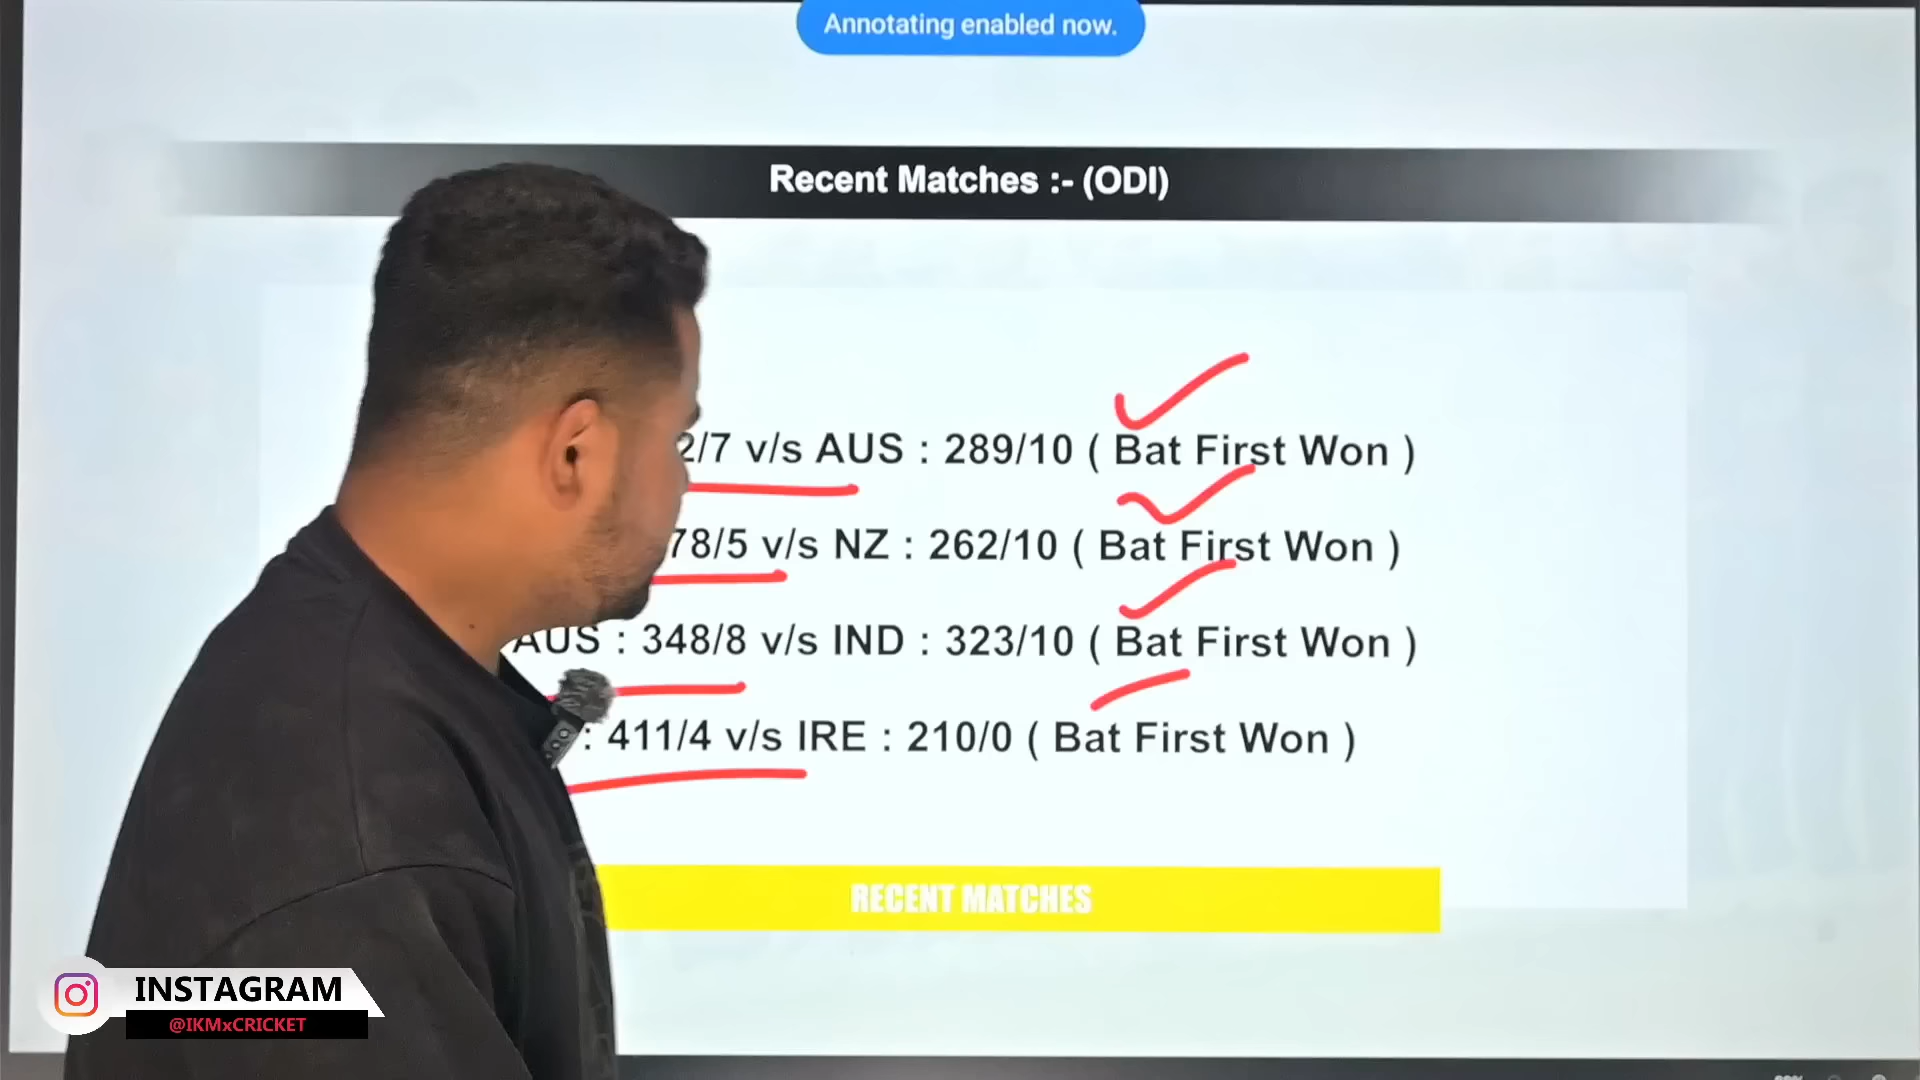 Annotating enabled now.
Recent Matches :- (ODI)
2/7 v/s AUS : 289/10 ( Bat First Won )
78/5 v/s NZ : 262/10 ( Bat First Won )
AUS : 348/8 v/s IND : 323/10 ( Bat First Won )
: 411/4 v/s IRE : 210/0 ( Bat First Won )
RECENT MATCHES
INSTAGRAM
@IKMxCRICKET